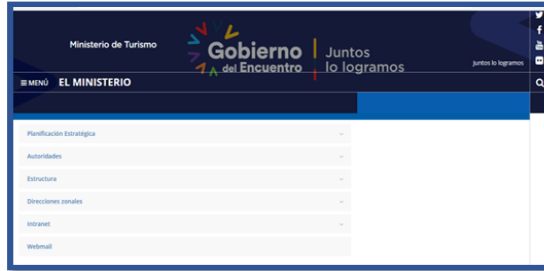 Ministerio de Turismo
Gobierno
del Encuentro
Juntos
lo logramos
juntos lo logramos
MENÚ EL MINISTERIO
Planificación Estratégica
Autoridades
Estructura
Direcciones zonales
Intranet
Webmail